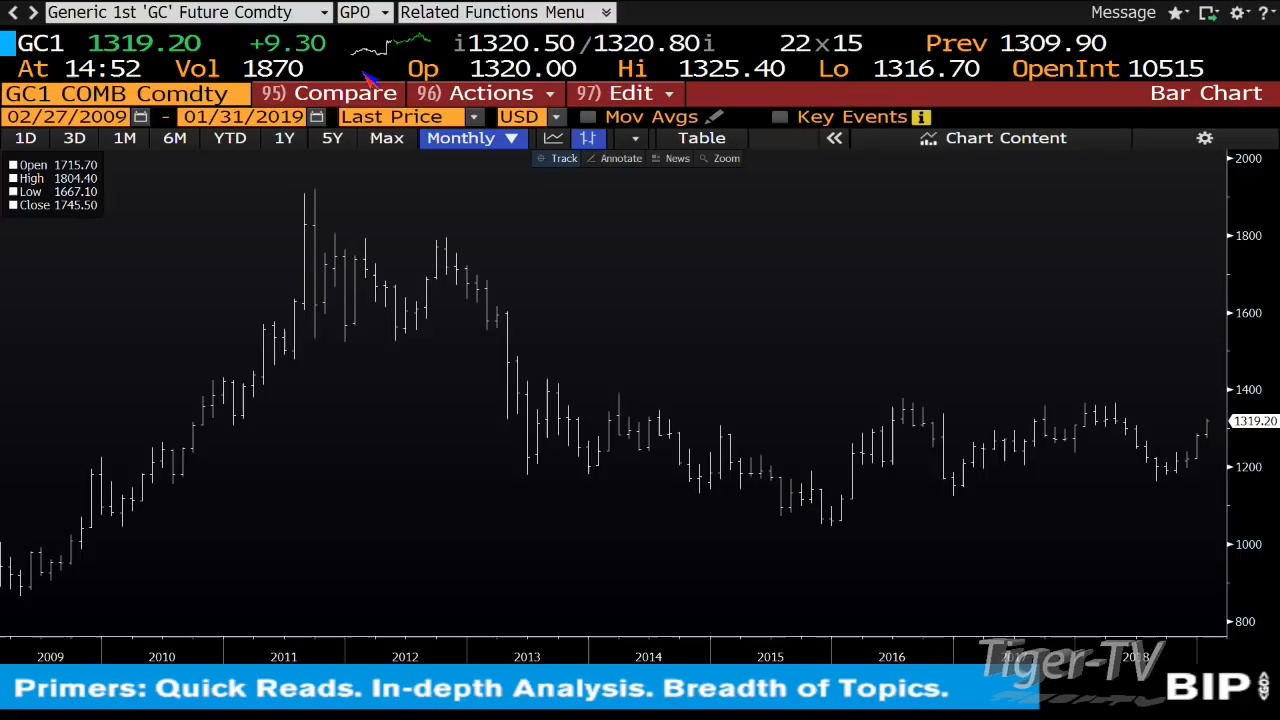 Generic 1st 'GC' Future Comdty GPO Related Functions Menu Message ?
GC1 1319.20 +9.30 i1320.50 /1320.80i 22 x 15 Prev 1309.90
At 14:52 Vol 1870 Op 1320.00 Hi 1325.40 Lo 1316.70 OpenInt 10515
GC1 COMB Comdty 95) Compare 96) Actions 97) Edit Bar Chart
02/27/2009 - 01/31/2019 Last Price USD Mov Avgs Key Events i
1D 3D 1M 6M YTD 1Y 5Y Max Monthly Table Chart Content
Track Annotate News Zoom
Open 1715.70
High 1804.40
Low 1667.10
Close 1745.50
2000
1800
1600
1400
1319.20
1200
1000
800
2009 2010 2011 2012 2013 2014 2015 2016 2018
Tiger-TV
Primers: Quick Reads. In-depth Analysis. Breadth of Topics.
BIP